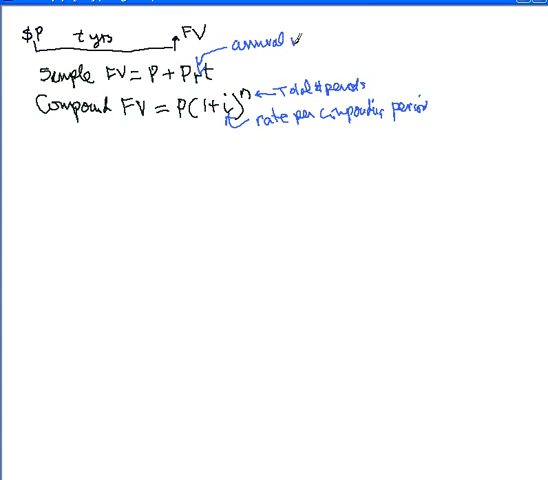 $P t yrs FV
annual
Simple FV = P + Prt
Compound FV = P(1+i)^n ← Total # periods
rate per compounding period